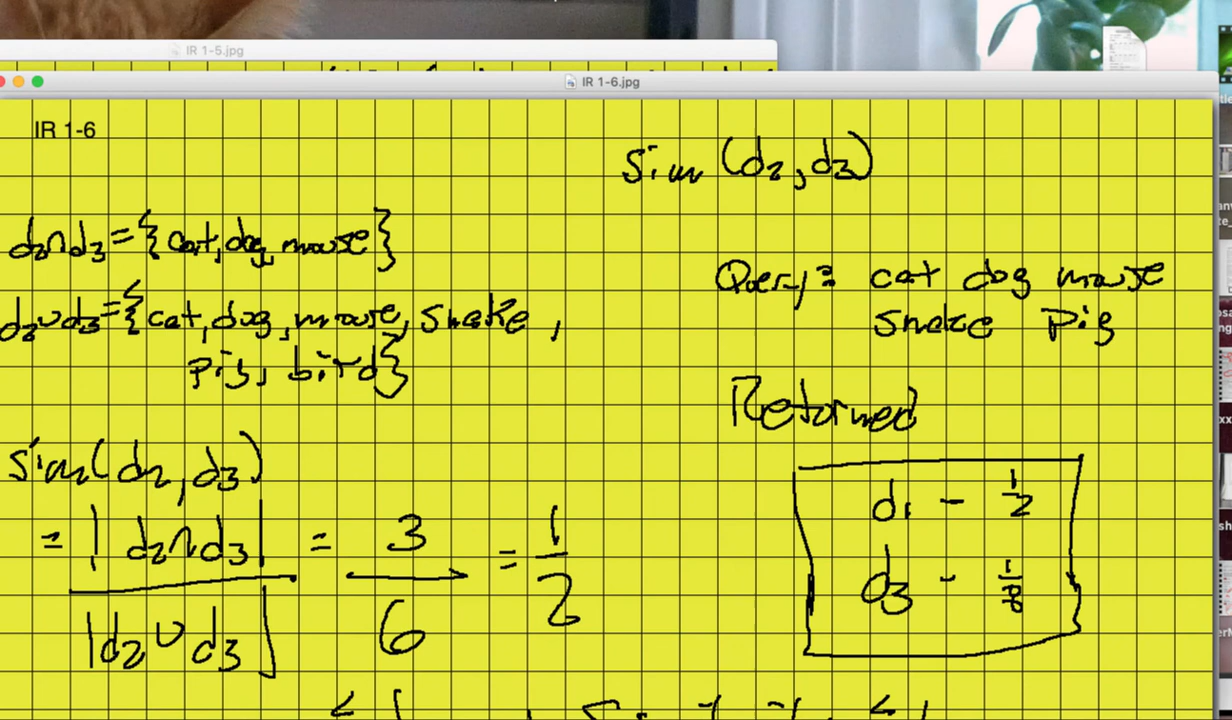 IR 1-5.jpg
IR 1-6.jpg
IR 1-6
sim (d2,d3)
d2∩d3={cat,dog,mouse}
d2∪d3={cat,dog,mouse,snake,
pig, bird}
Query: cat dog mouse
snake pig
Returned
sim(d2,d3)
= |d2∩d3| / |d2∪d3| = 3/6 = 1/2
d1 - 1/2
d3 -